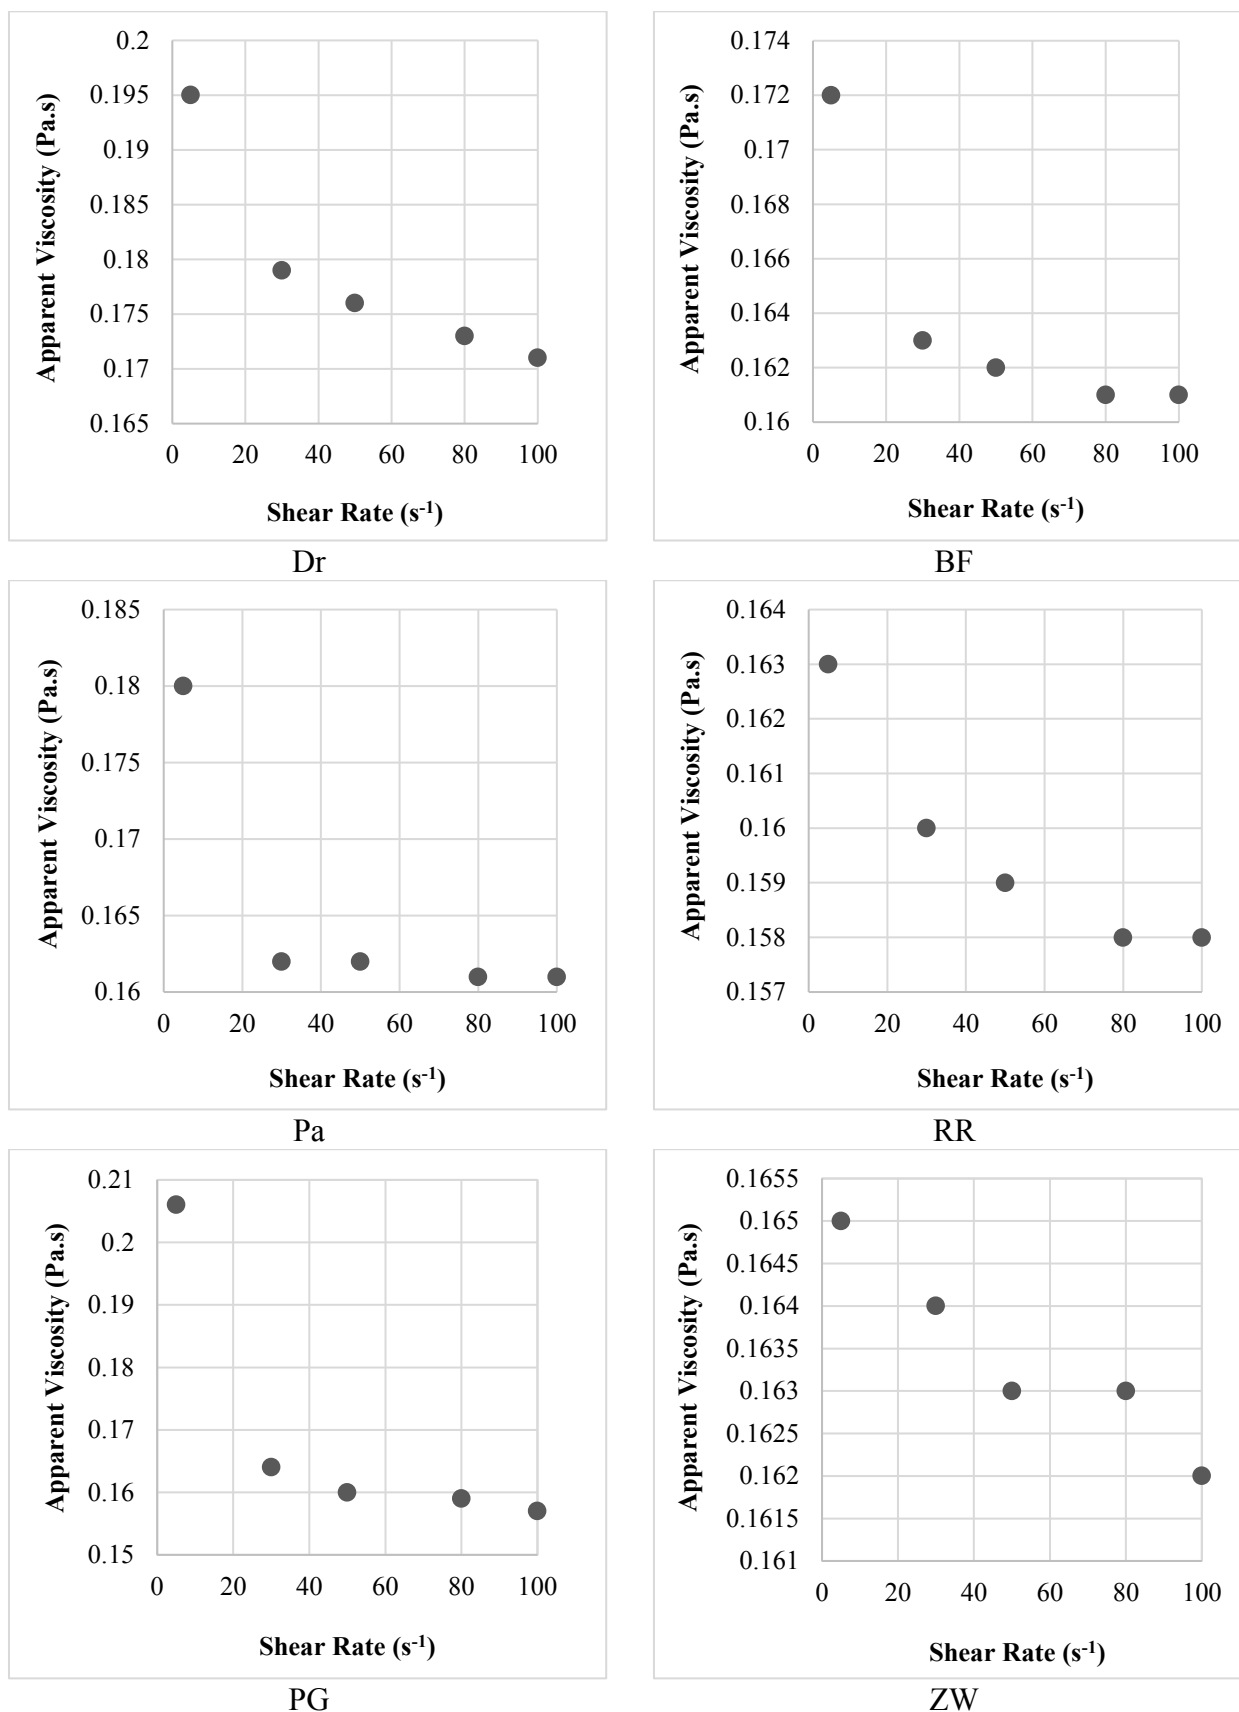 0.2
0.195
0.19
0.185
0.18
0.175
0.17
0.165
0 20 40 60 80 100
Apparent Viscosity (Pa.s)
Shear Rate (s-1)
Dr
0.174
0.172
0.17
0.168
0.166
0.164
0.162
0.16
0 20 40 60 80 100
Apparent Viscosity (Pa.s)
Shear Rate (s-1)
BF
0.185
0.18
0.175
0.17
0.165
0.16
0 20 40 60 80 100
Apparent Viscosity (Pa.s)
Shear Rate (s-1)
Pa
0.164
0.163
0.162
0.161
0.16
0.159
0.158
0.157
0 20 40 60 80 100
Apparent Viscosity (Pa.s)
Shear Rate (s-1)
RR
0.21
0.2
0.19
0.18
0.17
0.16
0.15
0 20 40 60 80 100
Apparent Viscosity (Pa.s)
Shear Rate (s-1)
PG
0.1655
0.165
0.1645
0.164
0.1635
0.163
0.1625
0.162
0.1615
0.161
0 20 40 60 80 100
Apparent Viscosity (Pa.s)
Shear Rate (s-1)
ZW